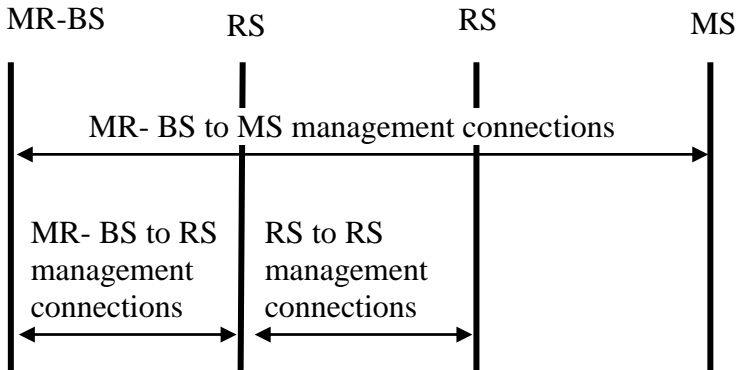 MR-BS
RS
RS
MS
MR- BS to MS management connections
MR- BS to RS
management
connections
RS to RS
management
connections